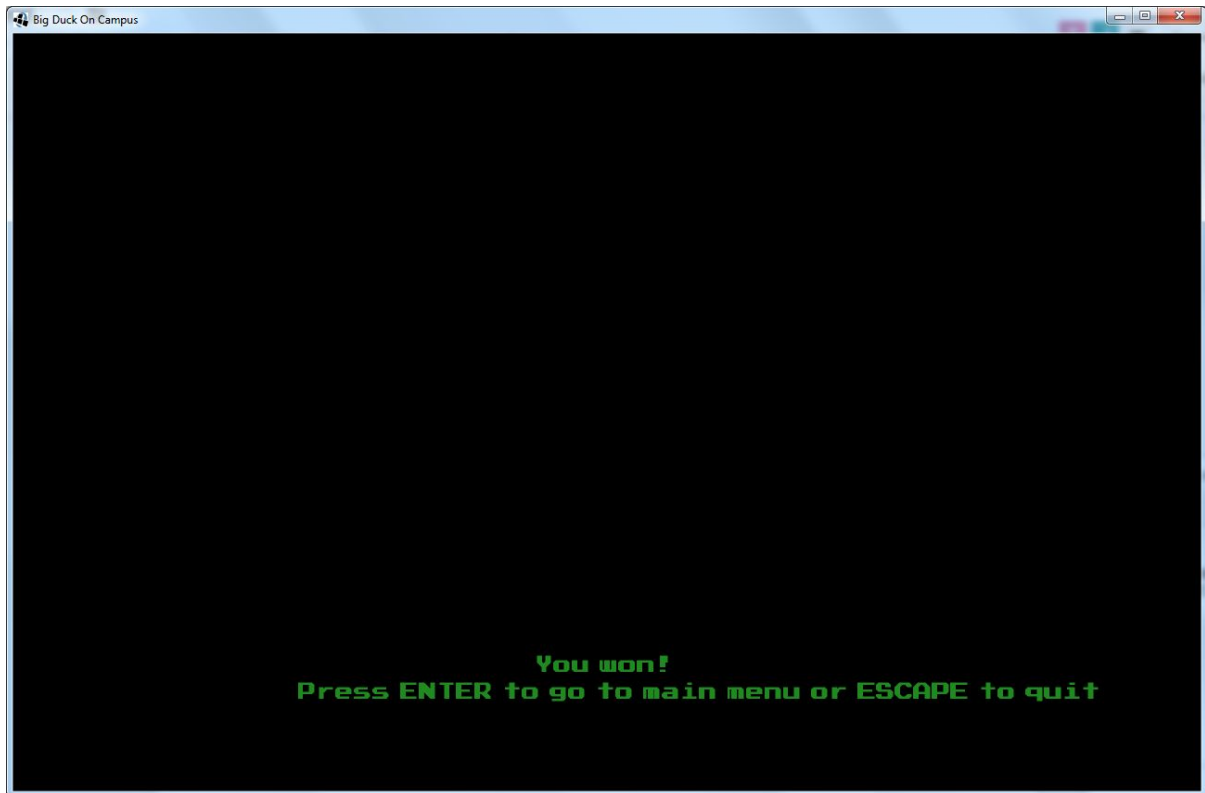 Big Duck On Campus
You won!
Press ENTER to go to main menu or ESCAPE to quit